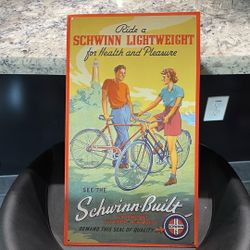 Ride a
SCHWINN LIGHTWEIGHT
for Health and Pleasure
SEE THE
Schwinn-Built
DEMAND THIS SEAL OF QUALITY